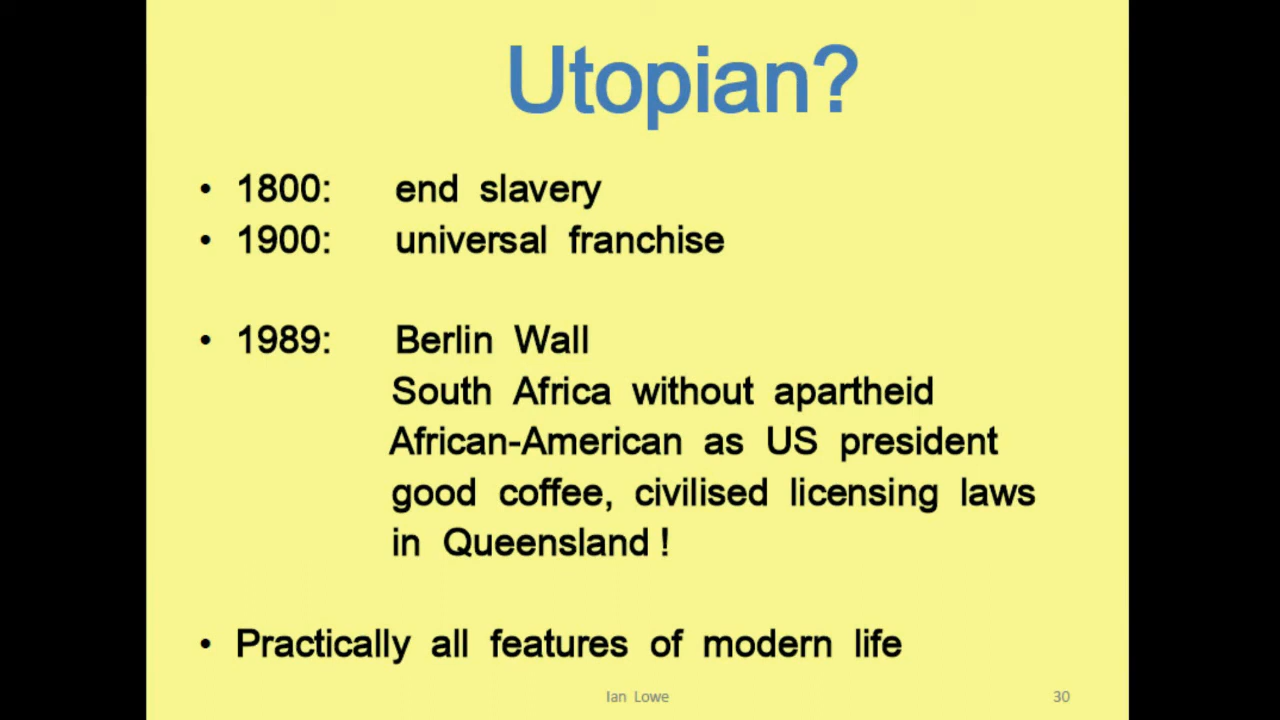 Utopian?
• 1800: end slavery
• 1900: universal franchise
• 1989: Berlin Wall
South Africa without apartheid
African-American as US president
good coffee, civilised licensing laws
in Queensland !
• Practically all features of modern life
Ian Lowe 30